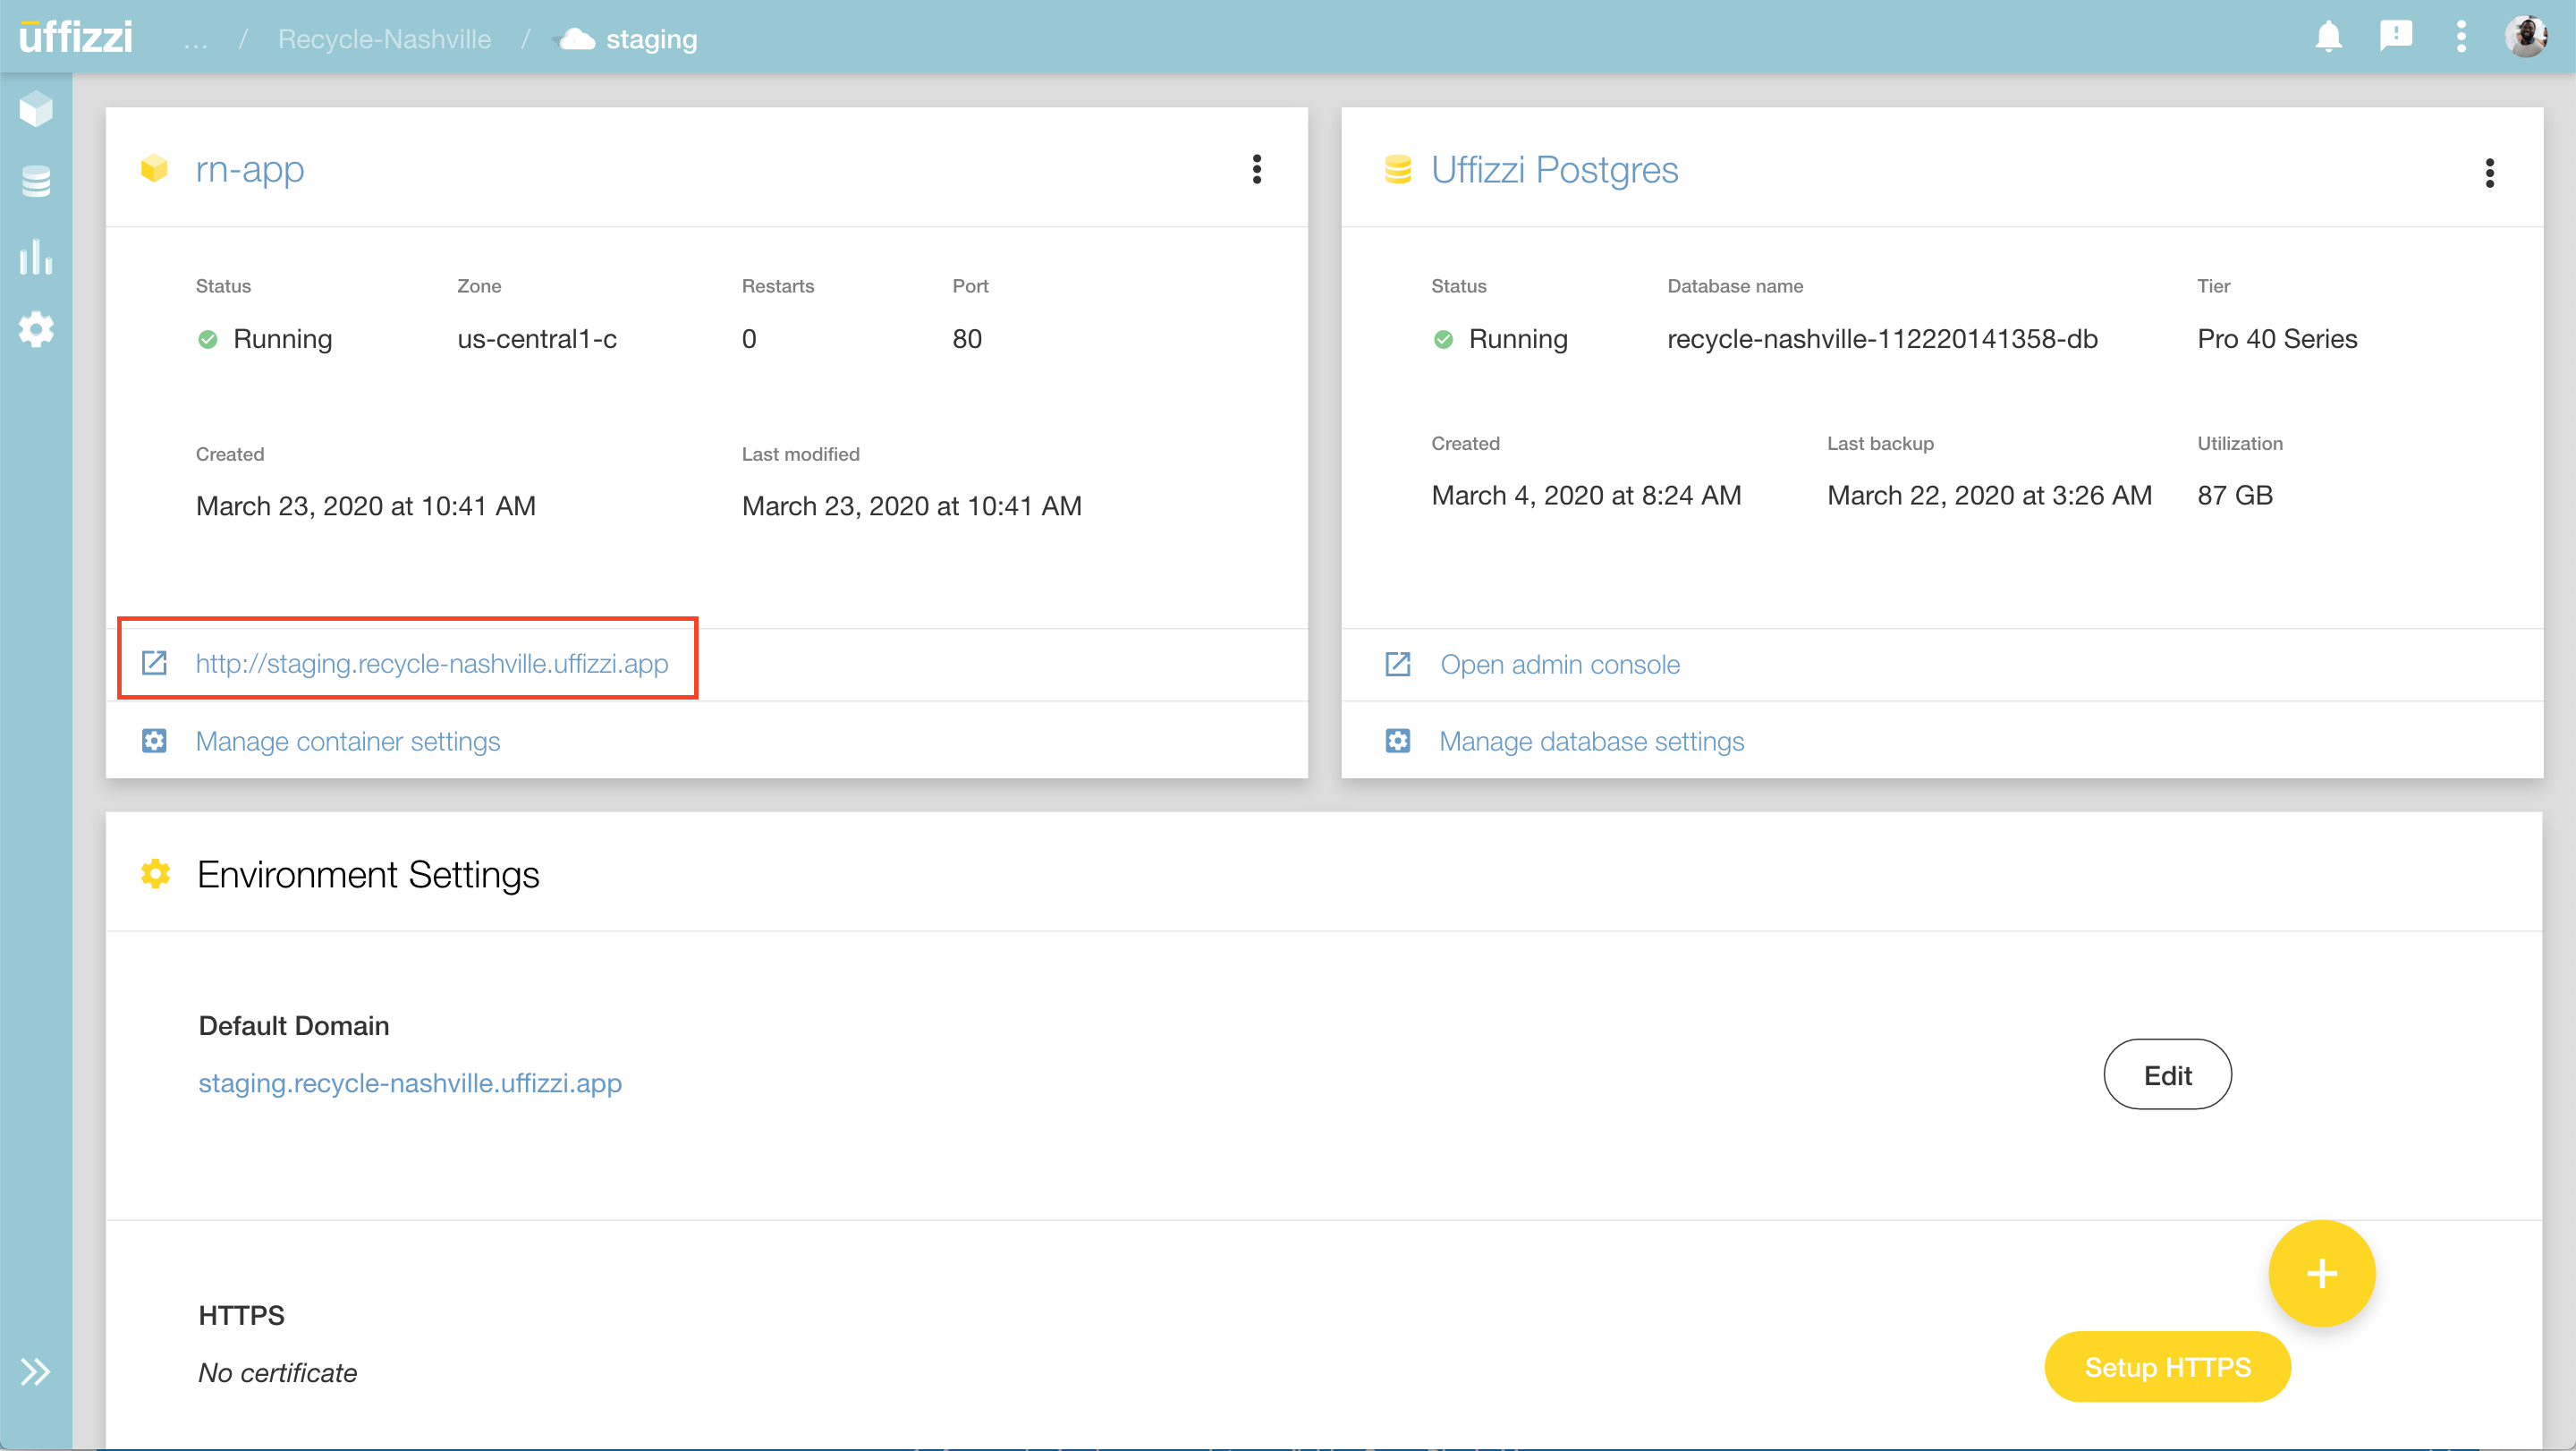 uffizzi ... / Recycle-Nashville / staging
rn-app
Status Zone Restarts Port
Running us-central1-c 0 80
Created Last modified
March 23, 2020 at 10:41 AM March 23, 2020 at 10:41 AM
http://staging.recycle-nashville.uffizzi.app
Manage container settings
Uffizzi Postgres
Status Database name Tier
Running recycle-nashville-112220141358-db Pro 40 Series
Created Last backup Utilization
March 4, 2020 at 8:24 AM March 22, 2020 at 3:26 AM 87 GB
Open admin console
Manage database settings
Environment Settings
Default Domain
staging.recycle-nashville.uffizzi.app
Edit
HTTPS
No certificate
+
Setup HTTPS